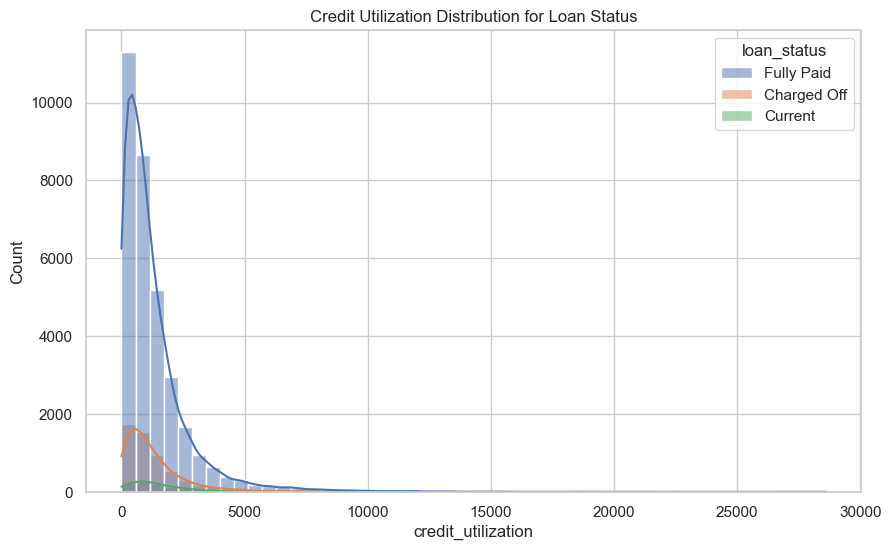 Credit Utilization Distribution for Loan Status
loan_status
Fully Paid
Charged Off
Current
Count
10000
8000
6000
4000
2000
0
0
5000
10000
15000
20000
25000
30000
credit_utilization